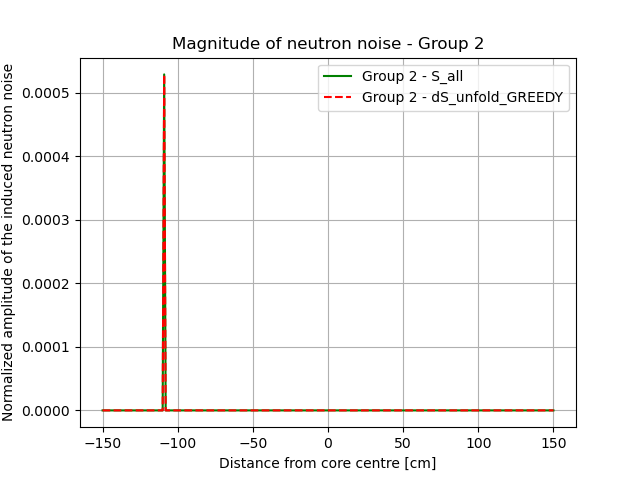 Magnitude of neutron noise - Group 2
Group 2 - S_all
Group 2 - dS_unfold_GREEDY
Normalized amplitude of the induced neutron noise
0.0005
0.0004
0.0003
0.0002
0.0001
0.0000
−150 −100 −50 0 50 100 150
Distance from core centre [cm]